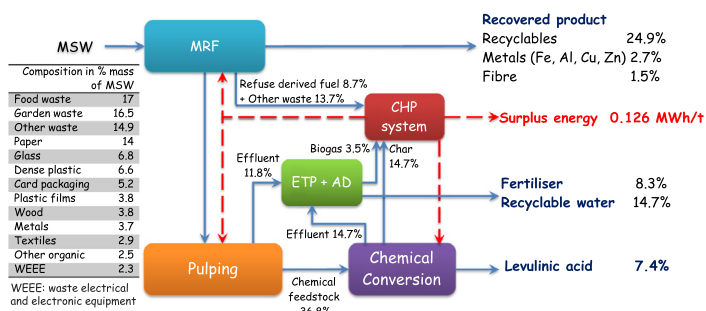 MSW
Composition in % mass
of MSW
Food waste 17
Garden waste 16.5
Other waste 14.9
Paper 14
Glass 6.8
Dense plastic 6.6
Card packaging 5.2
Plastic films 3.8
Wood 3.8
Metals 3.7
Textiles 2.9
Other organic 2.5
WEEE 2.3
WEEE: waste electrical
and electronic equipment
MRF
Refuse derived fuel 8.7%
+ Other waste 13.7%
CHP
system
Biogas 3.5%
Char
14.7%
Effluent
11.8%
ETP + AD
Effluent 14.7%
Pulping
Chemical
feedstock
36.8%
Chemical
Conversion
Recovered product
Recyclables 24.9%
Metals (Fe, Al, Cu, Zn) 2.7%
Fibre 1.5%
Surplus energy 0.126 MWh/t
Fertiliser 8.3%
Recyclable water 14.7%
Levulinic acid 7.4%